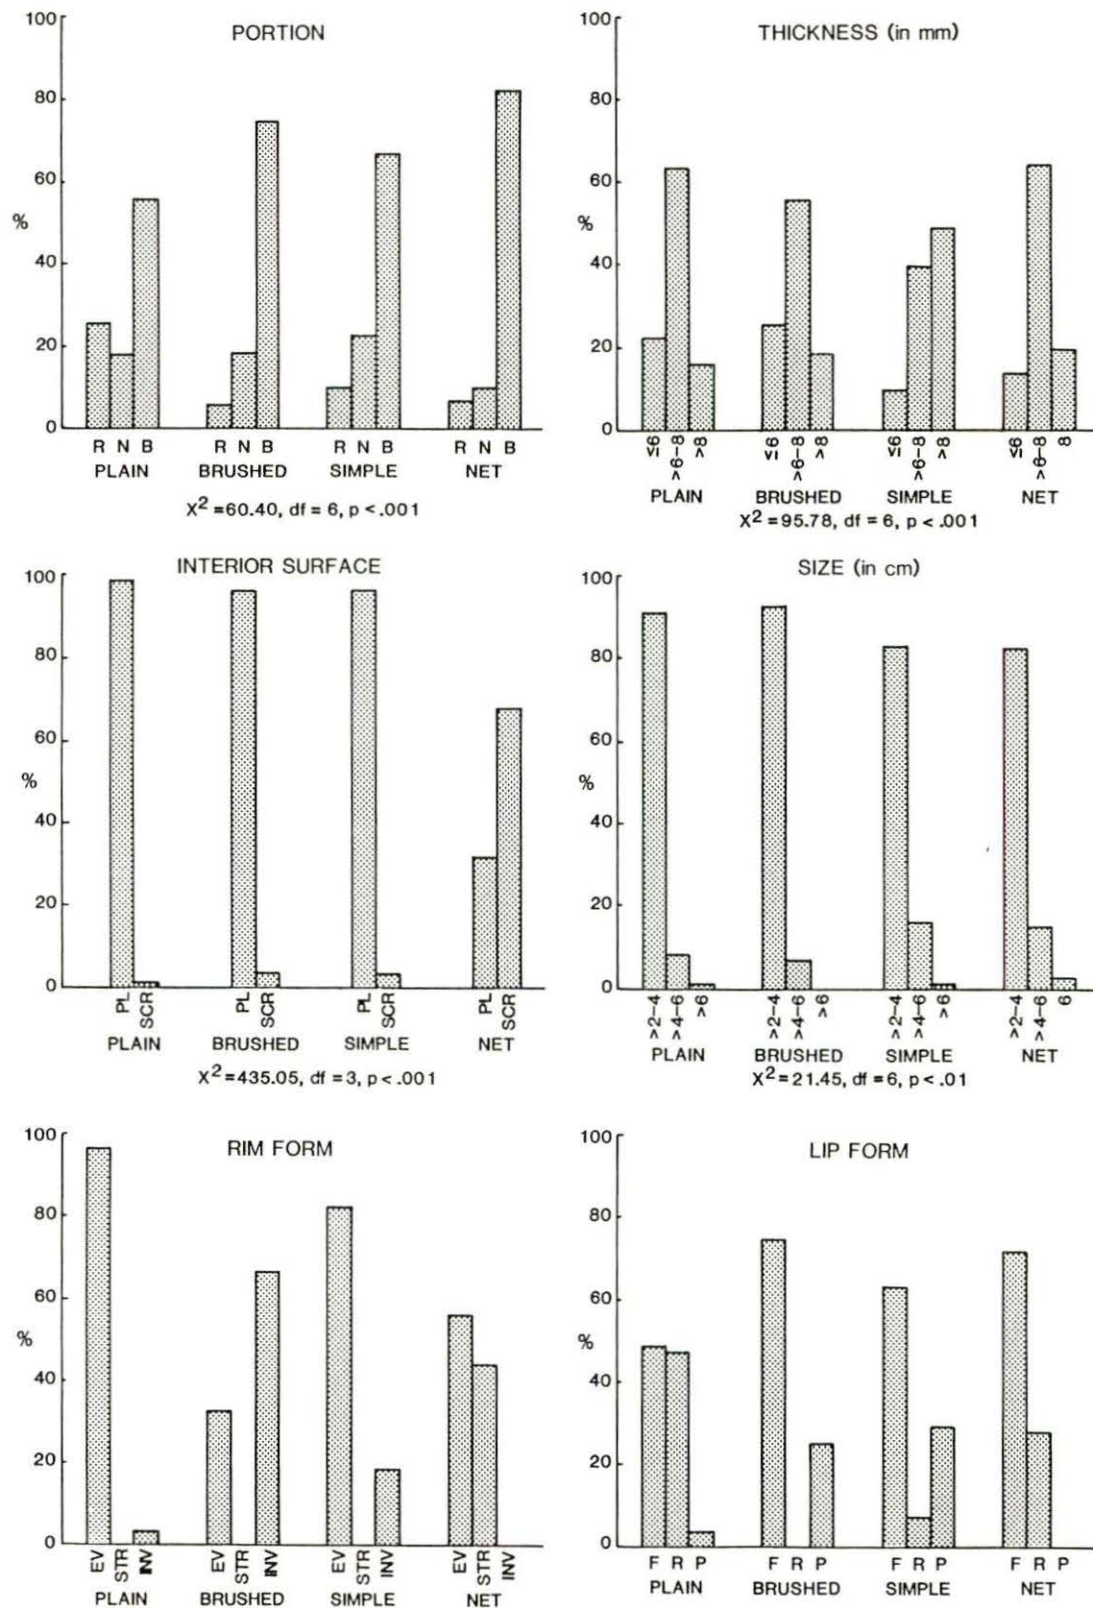 PORTION
100
80
60
%
40
20
0
R N B R N B R N B R N B
PLAIN BRUSHED SIMPLE NET
X² =60.40, df = 6, p <.001
THICKNESS (in mm)
100
80
60
%
40
20
0
≤6 >6-8 >8 ≤6 >6-8 >8 ≤6 >6-8 >8 ≤6 >6-8 8
PLAIN BRUSHED SIMPLE NET
X² =95.78, df = 6, p <.001
INTERIOR SURFACE
100
80
60
%
40
20
0
PL SCR PL SCR PL SCR PL SCR
PLAIN BRUSHED SIMPLE NET
X²=435.05, df =3, p <.001
SIZE (in cm)
100
80
60
%
40
20
0
>2-4 >4-6 >6 >2-4 >4-6 >6 >2-4 >4-6 >6 >2-4 >4-6 6
PLAIN BRUSHED SIMPLE NET
X²=21.45, df =6, p <.01
RIM FORM
100
80
60
%
40
20
0
EV STR INV EV STR INV EV STR INV EV STR INV
PLAIN BRUSHED SIMPLE NET
LIP FORM
100
80
60
%
40
20
0
F R P F R P F R P F R P
PLAIN BRUSHED SIMPLE NET